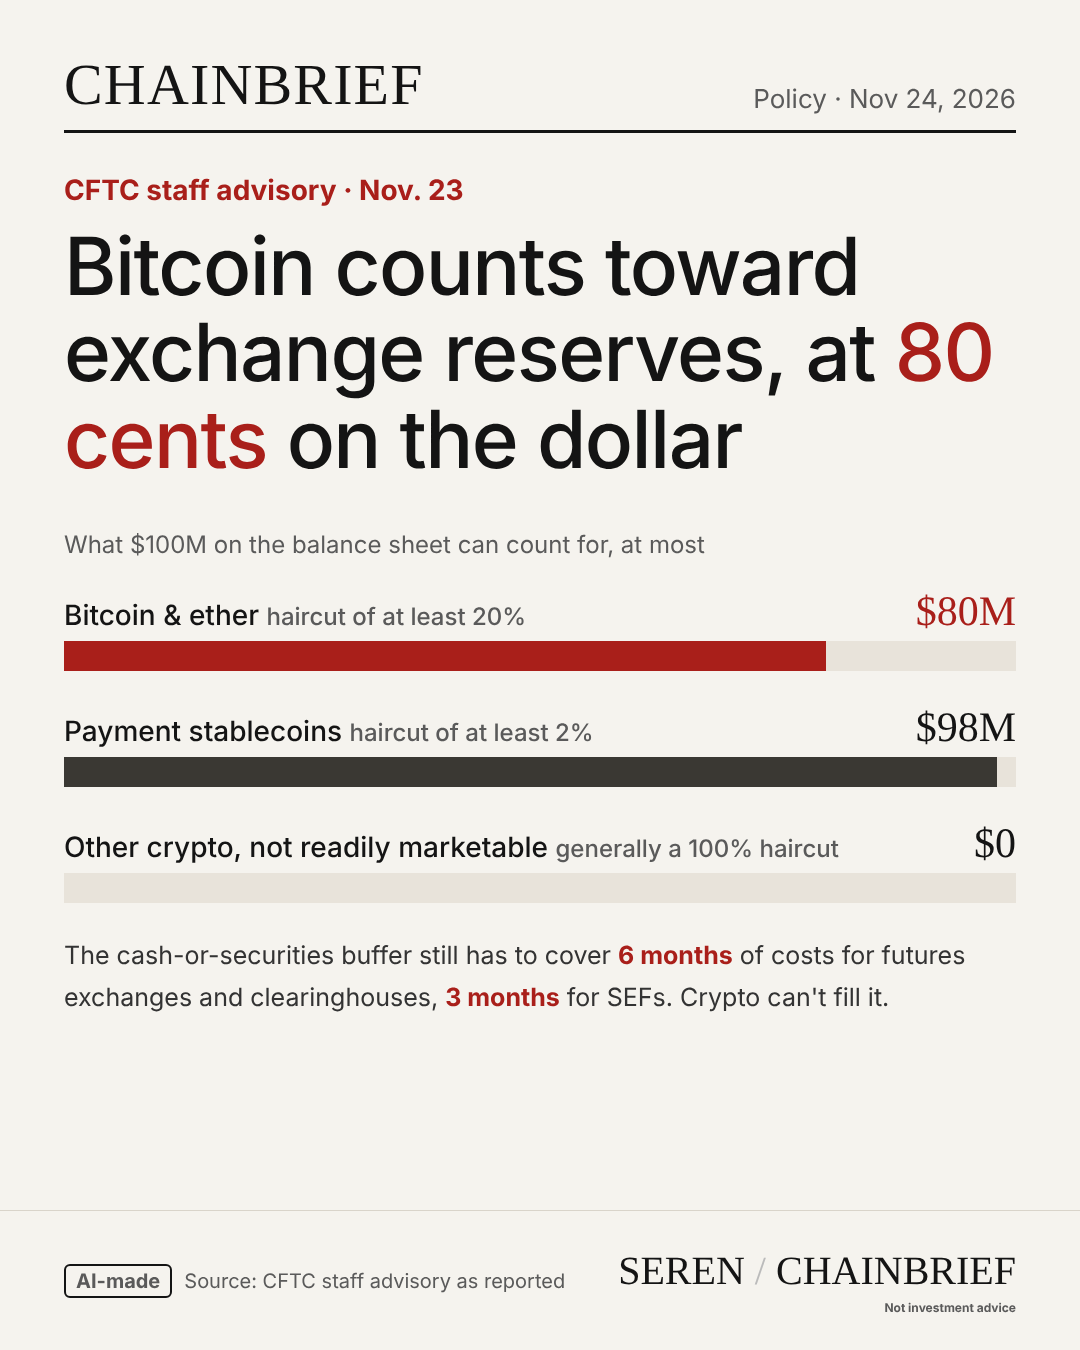 CHAINBRIEF
Policy · Nov 24, 2026
CFTC staff advisory · Nov. 23
Bitcoin counts toward
exchange reserves, at 80
cents on the dollar
What $100M on the balance sheet can count for, at most
Bitcoin & ether haircut of at least 20% $80M
Payment stablecoins haircut of at least 2% $98M
Other crypto, not readily marketable generally a 100% haircut $0
The cash-or-securities buffer still has to cover 6 months of costs for futures
exchanges and clearinghouses, 3 months for SEFs. Crypto can't fill it.
AI-made Source: CFTC staff advisory as reported
SEREN / CHAINBRIEF
Not investment advice